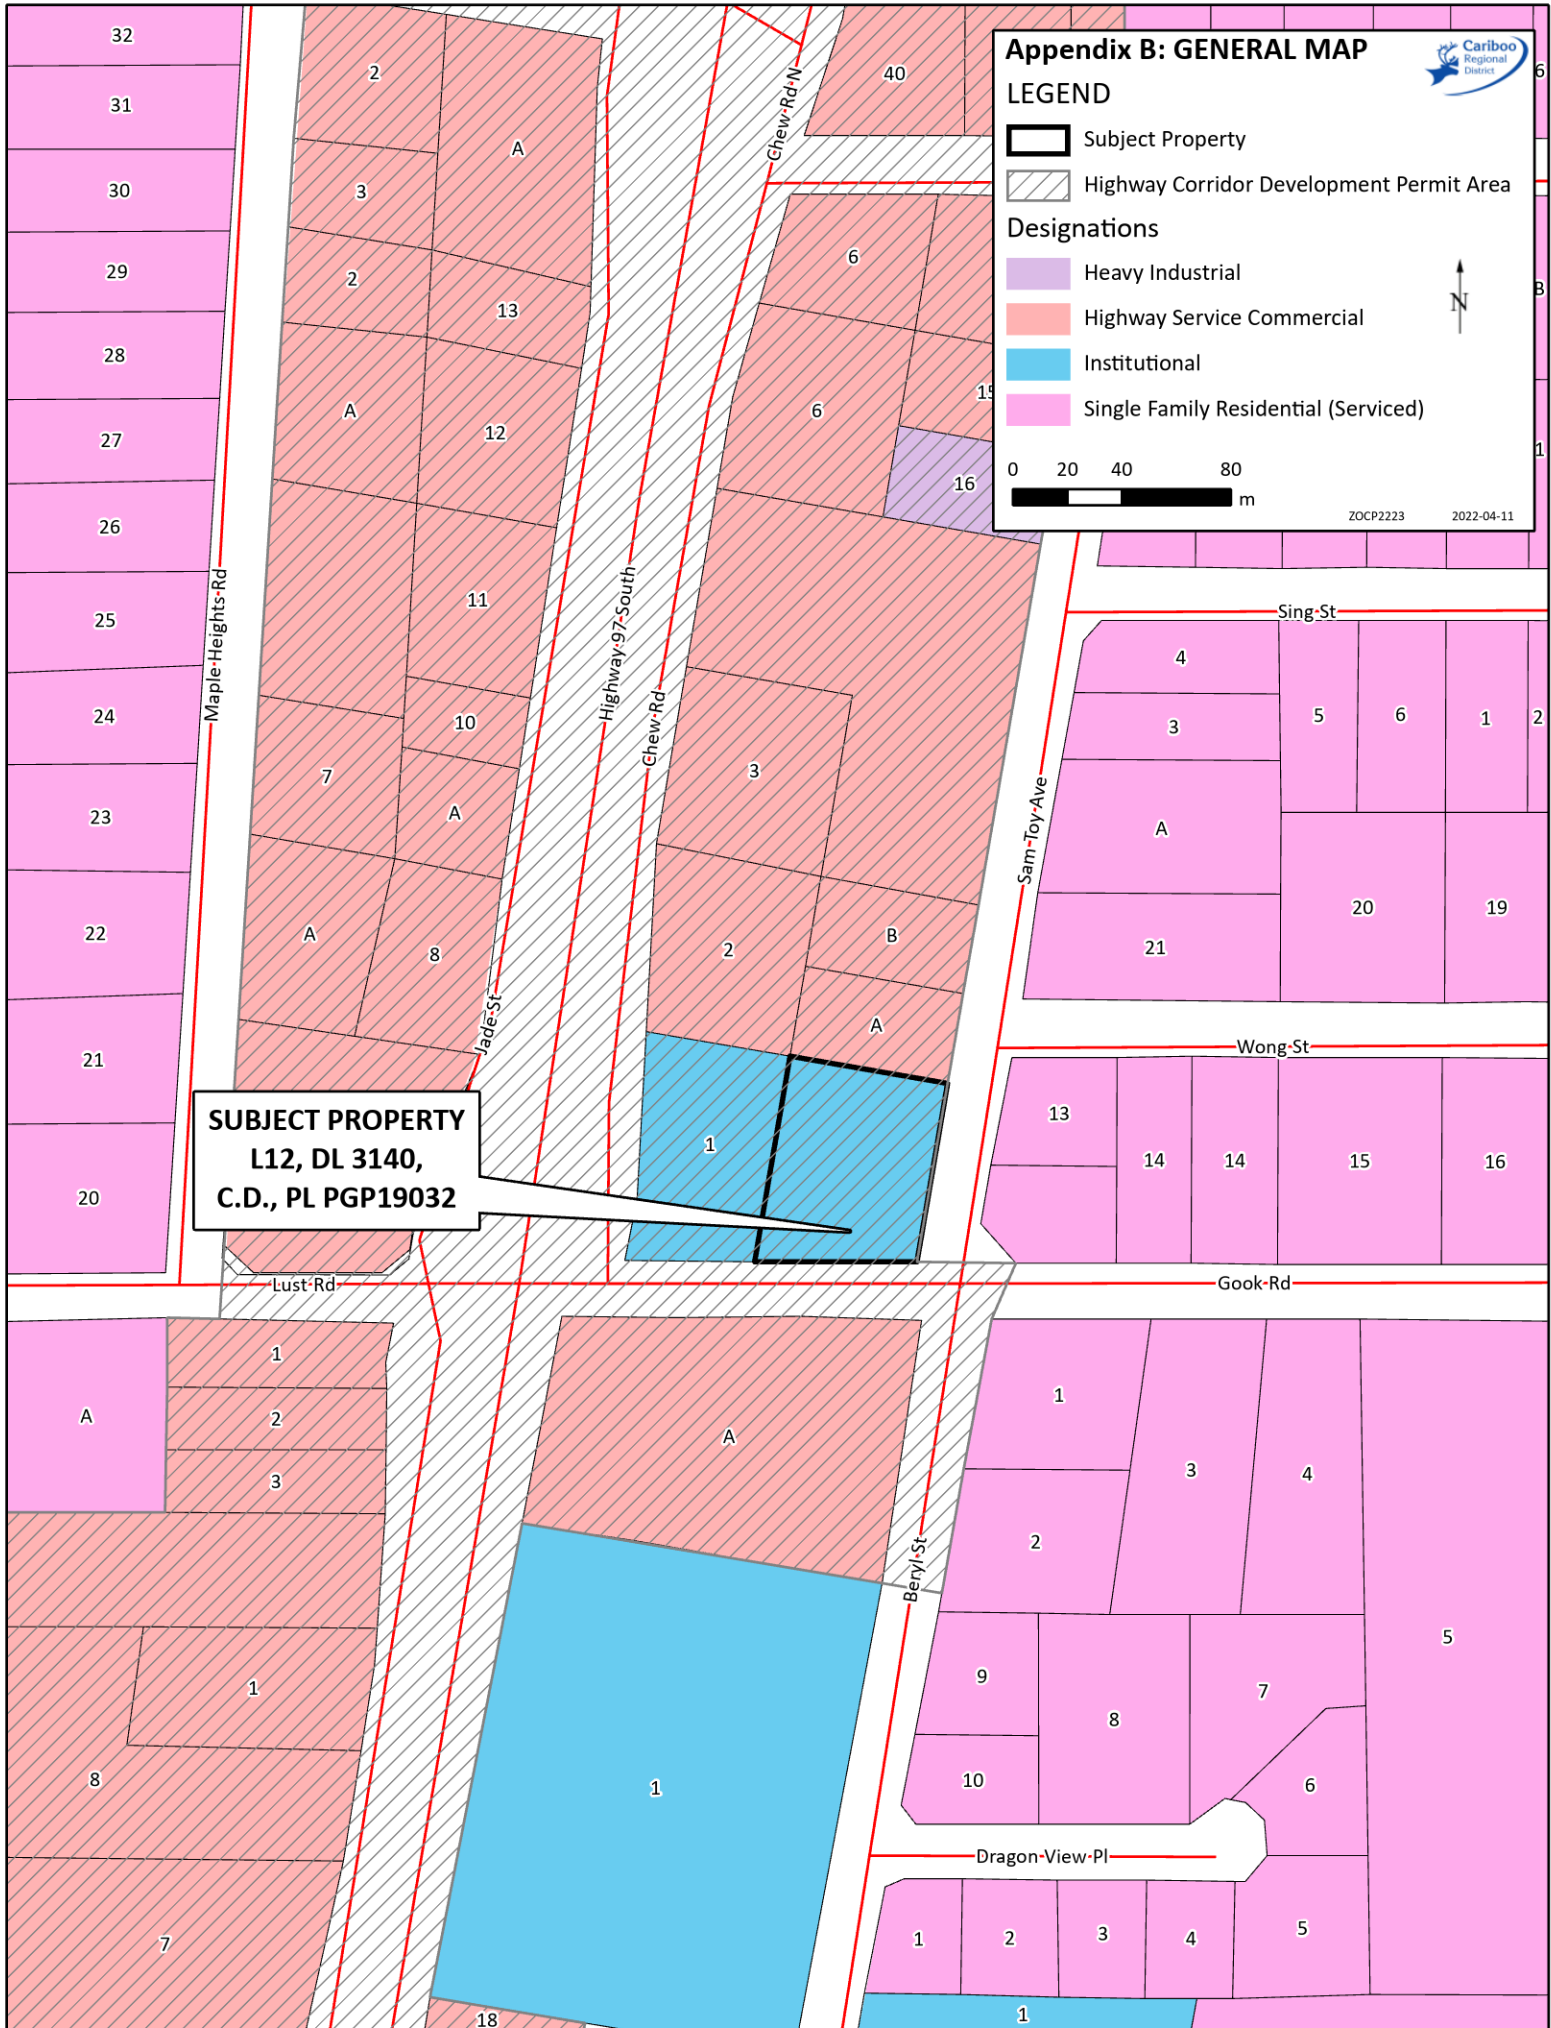 Appendix B: GENERAL MAP
Cariboo
Regional
District
LEGEND
Subject Property
Highway Corridor Development Permit Area
Designations
Heavy Industrial
Highway Service Commercial
Institutional
Single Family Residential (Serviced)
N
0 20 40 80
m
ZOCP2223 2022-04-11
32
31
30
29
28
27
26
25
24
23
22
21
20
Maple Heights Rd
2
A
3
2
13
A
12
11
10
7
A
A
8
Jade St
Highway 97 South
Chew Rd N
Chew Rd
40
6
6
15
16
3
2
B
A
1
6
B
1
Sam Toy Ave
Sing St
4
3
5
6
1
2
A
20
19
21
Wong St
13
14
14
15
16
SUBJECT PROPERTY
L12, DL 3140,
C.D., PL PGP19032
Lust Rd
Gook Rd
A
1
2
3
A
1
8
7
1
18
Beryl St
1
3
4
2
5
9
8
7
10
6
Dragon View Pl
1
2
3
4
5
1